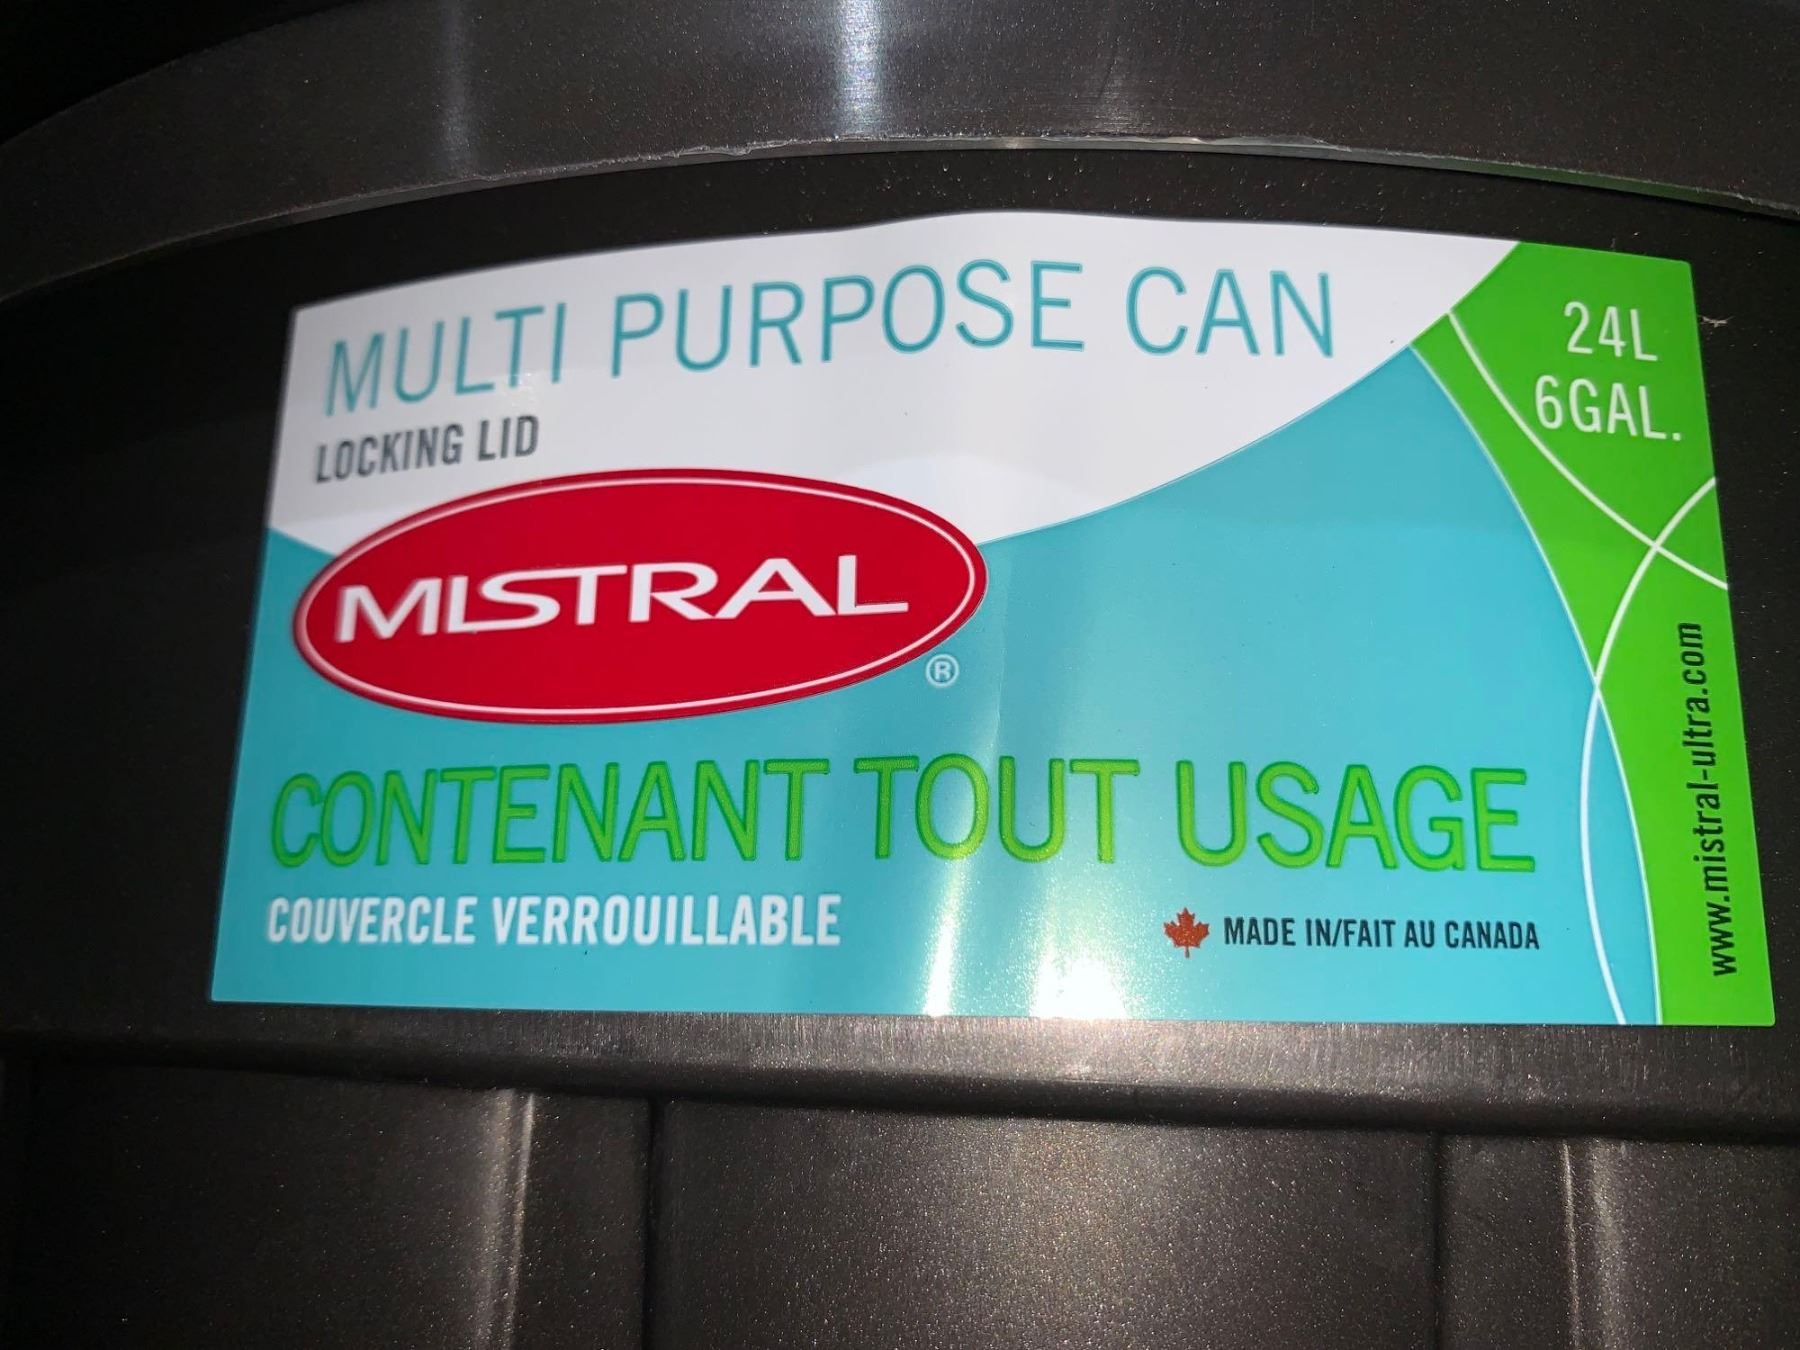 MULTI PURPOSE CAN
LOCKING LID
24L
6GAL.
MISTRAL
®
CONTENANT TOUT USAGE
COUVERCLE VERROUILLABLE
MADE IN/FAIT AU CANADA
www.mistral-ultra.com